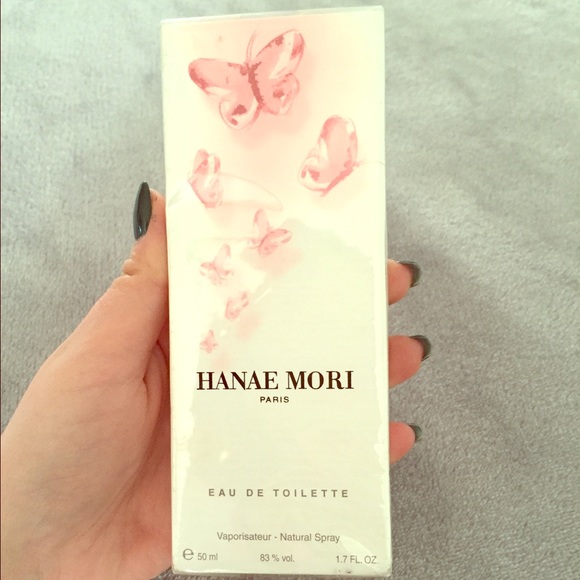 HANAE MORI
PARIS
EAU DE TOILETTE
Vaporisateur - Natural Spray
℮ 50 ml 83 % vol. 1.7 FL. OZ.